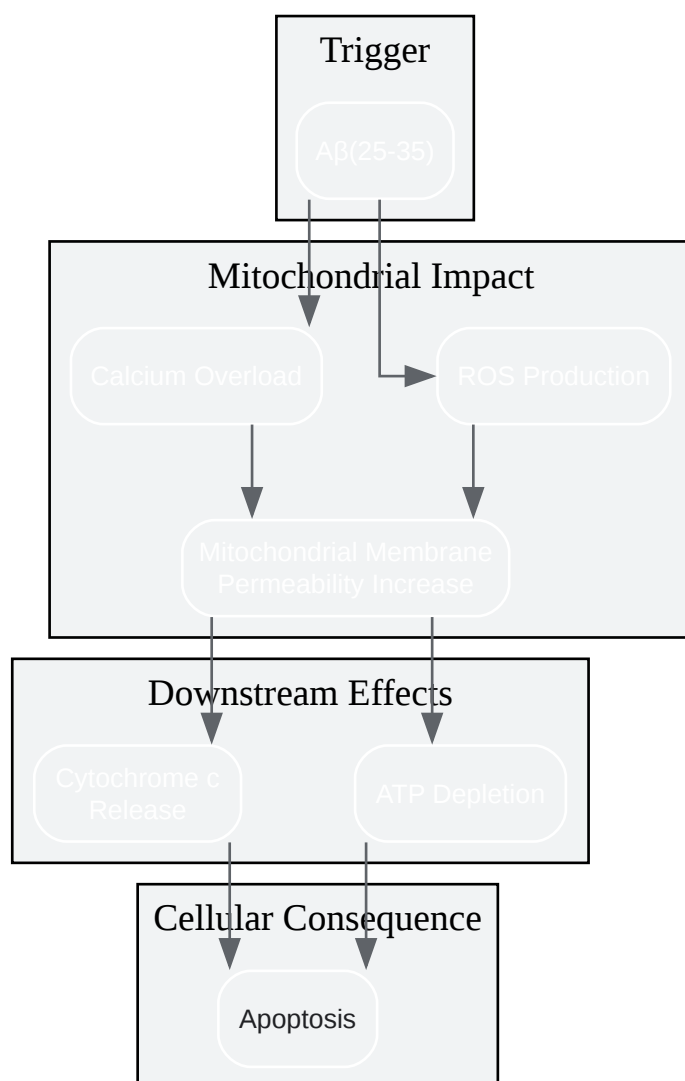 Trigger
Aβ(25-35)
Mitochondrial Impact
Calcium Overload
ROS Production
Mitochondrial Membrane
Permeability Increase
Downstream Effects
Cytochrome c
Release
ATP Depletion
Cellular Consequence
Apoptosis